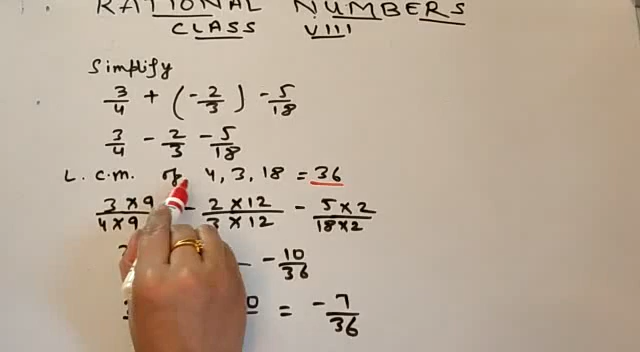 RATIONAL NUMBERS
CLASS VIII
Simplify
3/4 + (-2/3) - 5/18
3/4 - 2/3 - 5/18
L.C.M. of 4, 3, 18 = 36
3×9/4×9 - 2×12/3×12 - 5×2/18×2
- 10/36
= -7/36